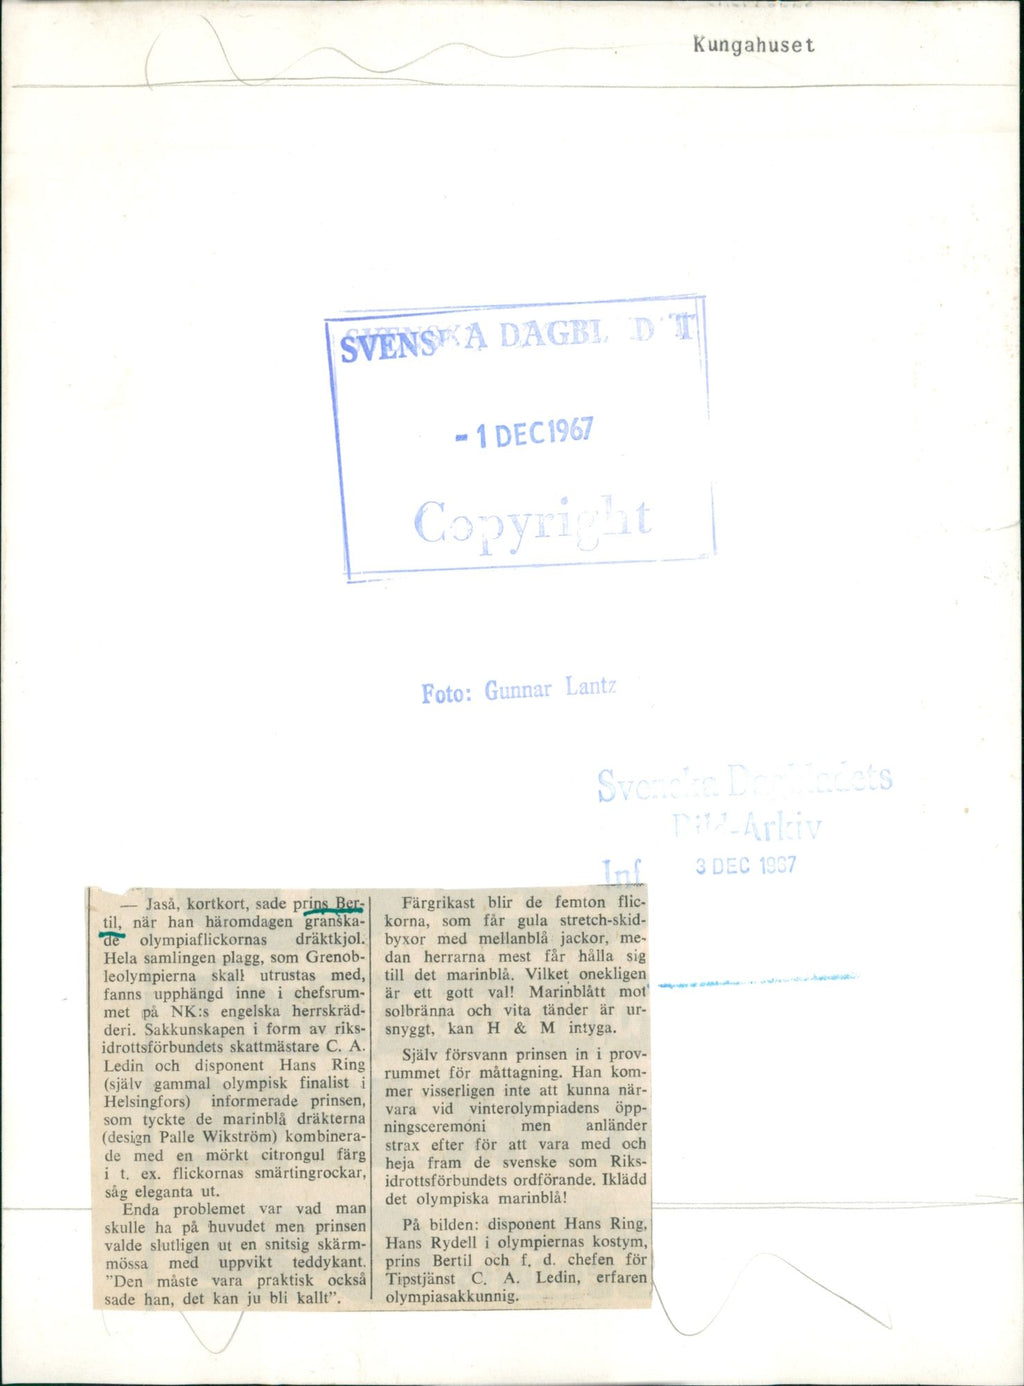 Kungahuset
SVENSKA DAGBLADET
- 1 DEC 1967
Copyright
Foto: Gunnar Lantz
Svenska Dagbladets
Bild-Arkiv
Inf 3 DEC 1967
— Jaså, kortkort, sade prins Ber-
til, när han häromdagen granska-
de olympiaflickornas dräktkjol.
Hela samlingen plagg, som Grenob-
leolympierna skall utrustas med,
fanns upphängd inne i chefsrum-
met på NK:s engelska herrskräd-
deri. Sakkunskapen i form av riks-
idrottsförbundets skattmästare C. A.
Ledin och disponent Hans Ring
(själv gammal olympisk finalist i
Helsingfors) informerade prinsen,
som tyckte de marinblå dräkterna
(design Palle Wikström) kombinera-
de med en mörkt citrongul färg
i t. ex. flickornas smärtingrockar,
såg eleganta ut.
Enda problemet var vad man
skulle ha på huvudet men prinsen
valde slutligen ut en snitsig skärm-
mössa med uppvikt teddykant.
"Den måste vara praktisk också
sade han, det kan ju bli kallt".
Färgrikast blir de femton flic-
korna, som får gula stretch-skid-
byxor med mellanblå jackor, me-
dan herrarna mest får hålla sig
till det marinblå. Vilket onekligen
är ett gott val! Marinblått mot
solbränna och vita tänder är ur-
snyggt, kan H & M intyga.
Själv försvann prinsen in i prov-
rummet för måttagning. Han kom-
mer visserligen inte att kunna när-
vara vid vinterolympiadens öpp-
ningsceremoni men anländer
strax efter för att vara med och
heja fram de svenske som Riks-
idrottsförbundets ordförande. Iklädd
det olympiska marinblå!
På bilden: disponent Hans Ring,
Hans Rydell i olympiernas kostym,
prins Bertil och f. d. chefen för
Tipstjänst C. A. Ledin, erfaren
olympiasakkunnig.